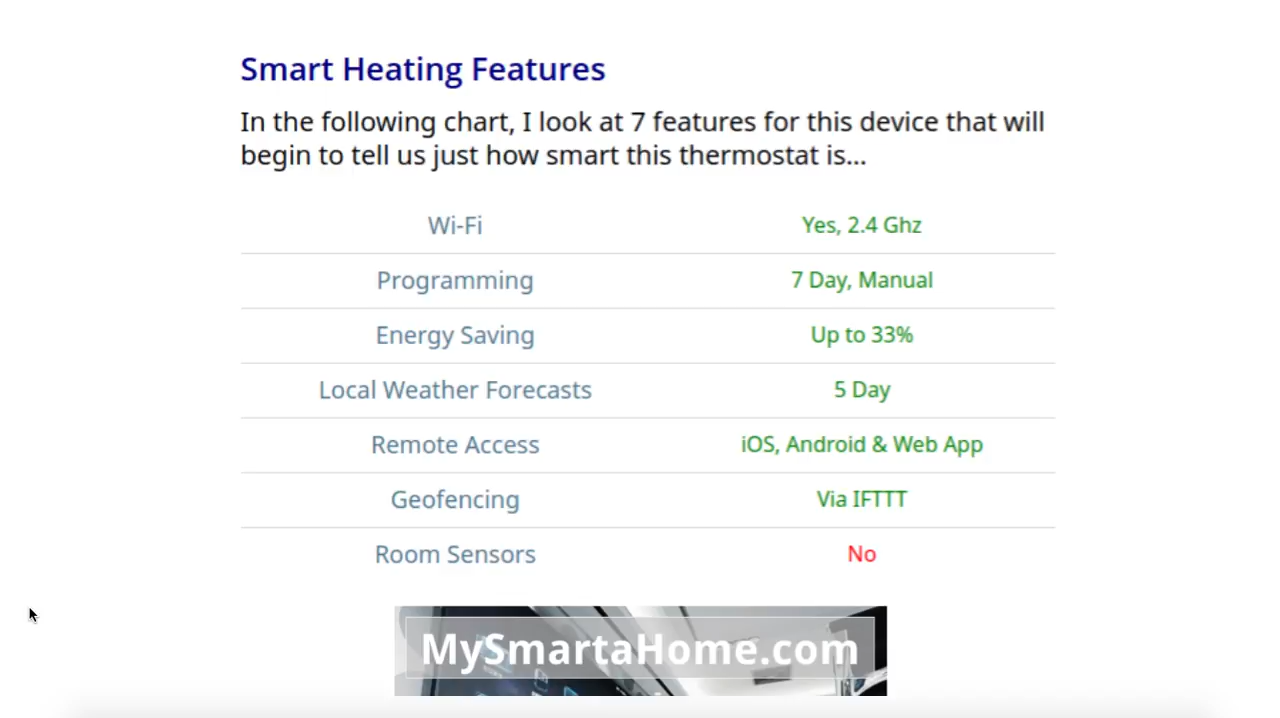 Smart Heating Features
In the following chart, I look at 7 features for this device that will
begin to tell us just how smart this thermostat is...
Wi-Fi Yes, 2.4 Ghz
Programming 7 Day, Manual
Energy Saving Up to 33%
Local Weather Forecasts 5 Day
Remote Access iOS, Android & Web App
Geofencing Via IFTTT
Room Sensors No
MySmartaHome.com